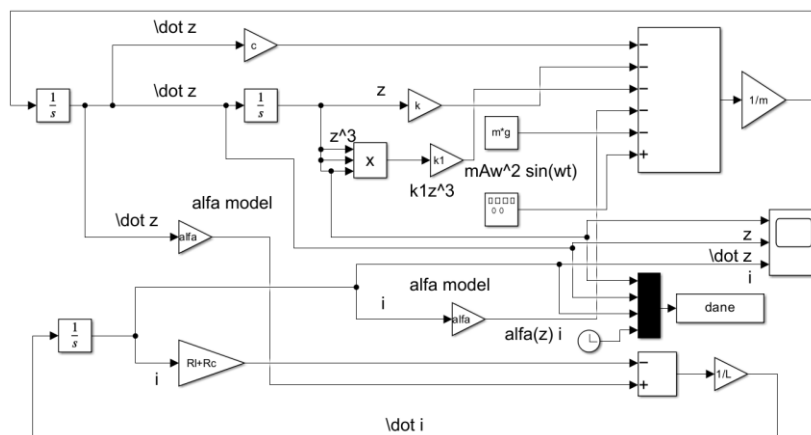 \dot z
c
1
s
\dot z
1
s
z
k
z^3
X
k1
k1z^3
m*g
mAw^2 sin(wt)
1/m
alfa model
\dot z
alfa
z
\dot z
i
alfa model
i
alfa
alfa(z) i
dane
1
s
i
Rl+Rc
1/L
\dot i